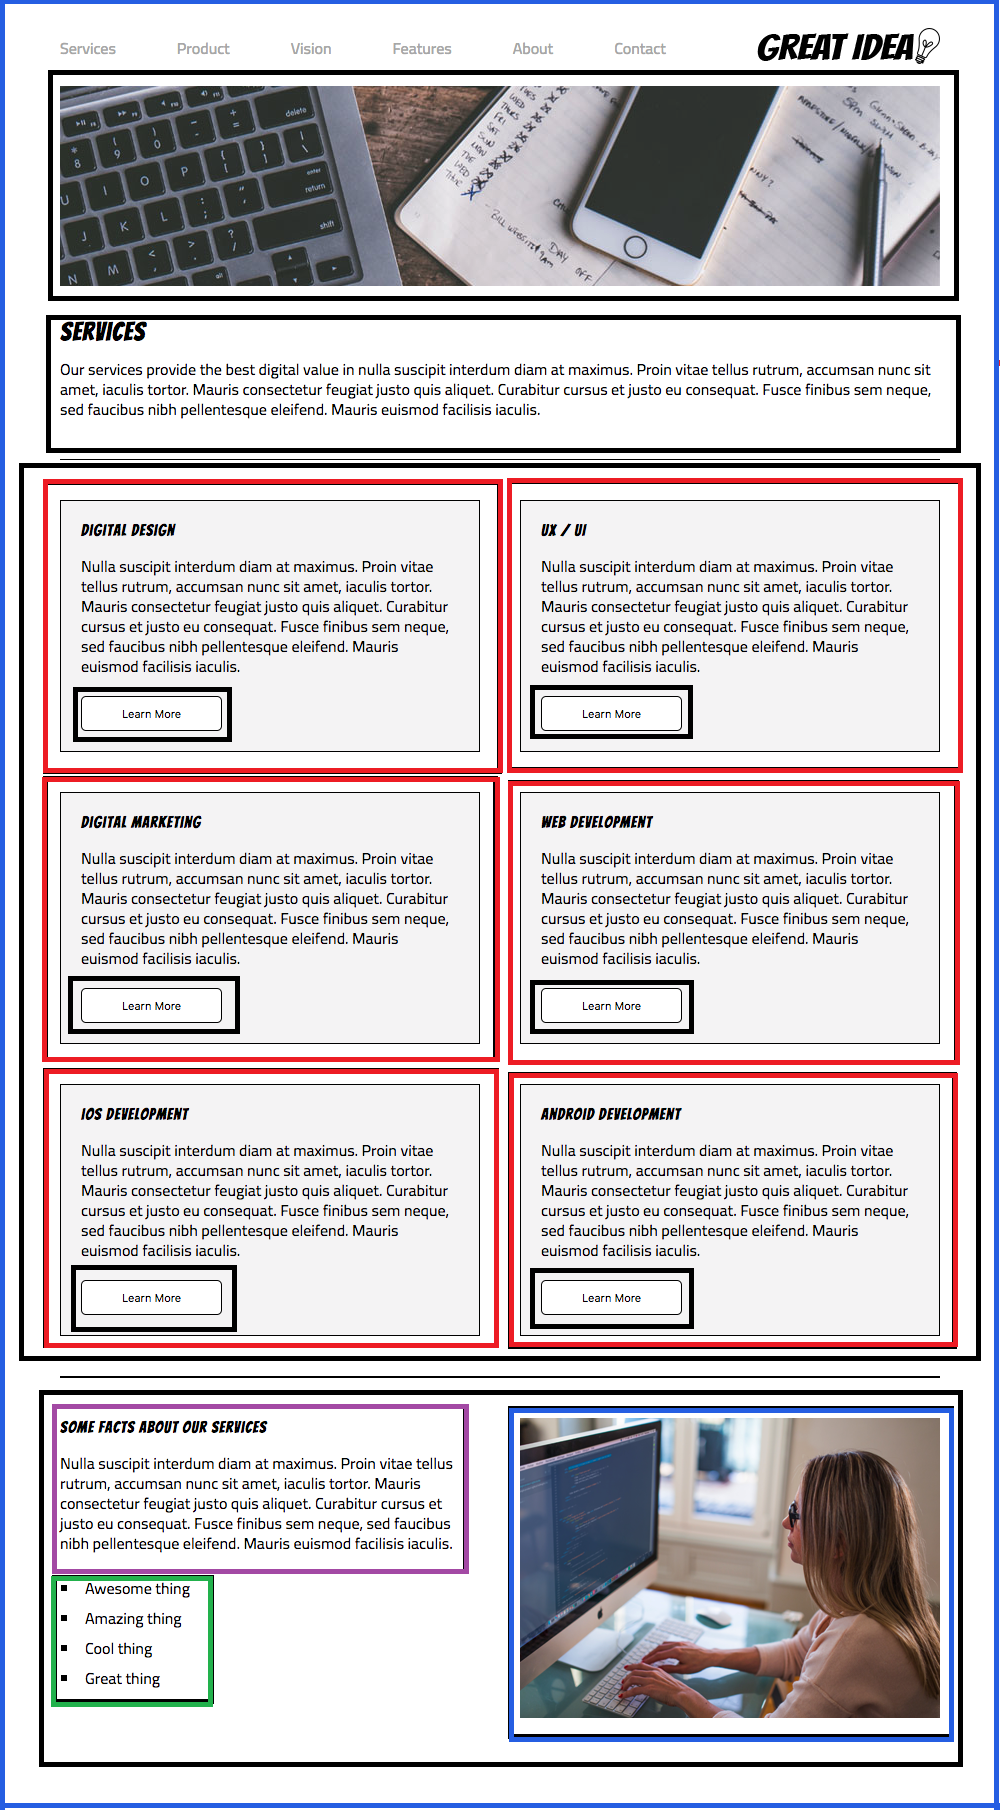 Services Product Vision Features About Contact GREAT IDEA
delete
enter
return
shift
WED
THUR
FRI
SAT
SUN
MON
TUE
WED
THUR
BILL WEBSITE
DAY OFF
SERVICES
Our services provide the best digital value in nulla suscipit interdum diam at maximus. Proin vitae tellus rutrum, accumsan nunc sit
amet, iaculis tortor. Mauris consectetur feugiat justo quis aliquet. Curabitur cursus et justo eu consequat. Fusce finibus sem neque,
sed faucibus nibh pellentesque eleifend. Mauris euismod facilisis iaculis.
DIGITAL DESIGN
Nulla suscipit interdum diam at maximus. Proin vitae
tellus rutrum, accumsan nunc sit amet, iaculis tortor.
Mauris consectetur feugiat justo quis aliquet. Curabitur
cursus et justo eu consequat. Fusce finibus sem neque,
sed faucibus nibh pellentesque eleifend. Mauris
euismod facilisis iaculis.
Learn More
UX / UI
Nulla suscipit interdum diam at maximus. Proin vitae
tellus rutrum, accumsan nunc sit amet, iaculis tortor.
Mauris consectetur feugiat justo quis aliquet. Curabitur
cursus et justo eu consequat. Fusce finibus sem neque,
sed faucibus nibh pellentesque eleifend. Mauris
euismod facilisis iaculis.
Learn More
DIGITAL MARKETING
Nulla suscipit interdum diam at maximus. Proin vitae
tellus rutrum, accumsan nunc sit amet, iaculis tortor.
Mauris consectetur feugiat justo quis aliquet. Curabitur
cursus et justo eu consequat. Fusce finibus sem neque,
sed faucibus nibh pellentesque eleifend. Mauris
euismod facilisis iaculis.
Learn More
WEB DEVELOPMENT
Nulla suscipit interdum diam at maximus. Proin vitae
tellus rutrum, accumsan nunc sit amet, iaculis tortor.
Mauris consectetur feugiat justo quis aliquet. Curabitur
cursus et justo eu consequat. Fusce finibus sem neque,
sed faucibus nibh pellentesque eleifend. Mauris
euismod facilisis iaculis.
Learn More
IOS DEVELOPMENT
Nulla suscipit interdum diam at maximus. Proin vitae
tellus rutrum, accumsan nunc sit amet, iaculis tortor.
Mauris consectetur feugiat justo quis aliquet. Curabitur
cursus et justo eu consequat. Fusce finibus sem neque,
sed faucibus nibh pellentesque eleifend. Mauris
euismod facilisis iaculis.
Learn More
ANDROID DEVELOPMENT
Nulla suscipit interdum diam at maximus. Proin vitae
tellus rutrum, accumsan nunc sit amet, iaculis tortor.
Mauris consectetur feugiat justo quis aliquet. Curabitur
cursus et justo eu consequat. Fusce finibus sem neque,
sed faucibus nibh pellentesque eleifend. Mauris
euismod facilisis iaculis.
Learn More
SOME FACTS ABOUT OUR SERVICES
Nulla suscipit interdum diam at maximus. Proin vitae tellus
rutrum, accumsan nunc sit amet, iaculis tortor. Mauris
consectetur feugiat justo quis aliquet. Curabitur cursus et
justo eu consequat. Fusce finibus sem neque, sed faucibus
nibh pellentesque eleifend. Mauris euismod facilisis iaculis.
Awesome thing
Amazing thing
Cool thing
Great thing